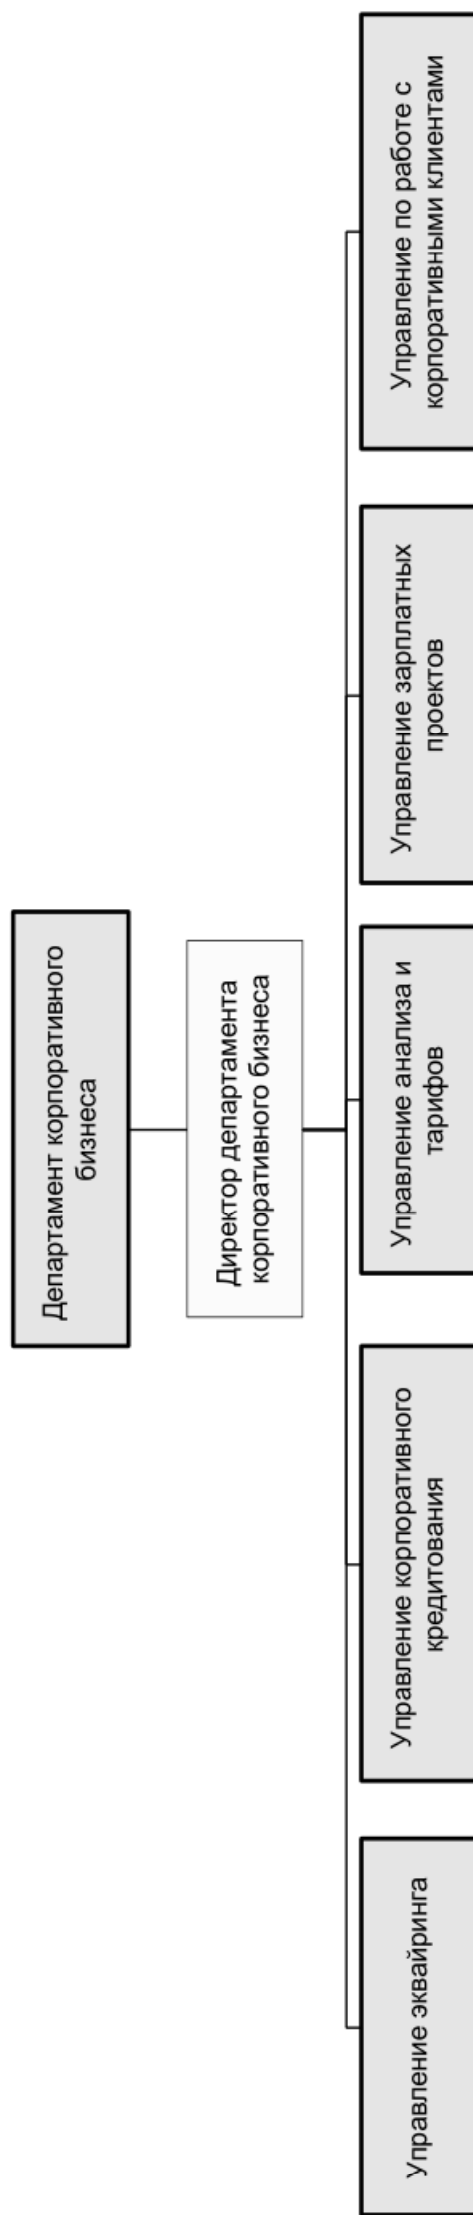 Департамент корпоративного
бизнеса
Директор департамента
корпоративного бизнеса
Управление эквайринга
Управление корпоративного
кредитования
Управление анализа и
тарифов
Управление зарплатных
проектов
Управление по работе с
корпоративными клиентами